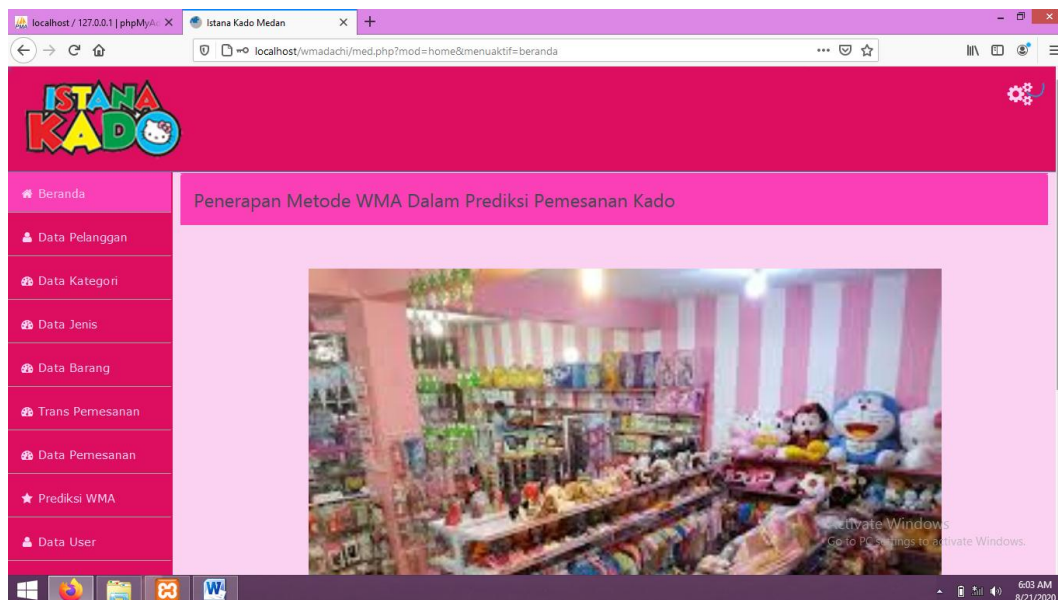 localhost / 127.0.0.1 | phpMyAd
Istana Kado Medan
localhost/wmadachi/med.php?mod=home&menuaktif=beranda
ISTANA
KADO
Beranda
Penerapan Metode WMA Dalam Prediksi Pemesanan Kado
Data Pelanggan
Data Kategori
Data Jenis
Data Barang
Trans Pemesanan
Data Pemesanan
Prediksi WMA
Data User
Activate Windows
Go to PC settings to activate Windows.
6:03 AM
8/21/2020